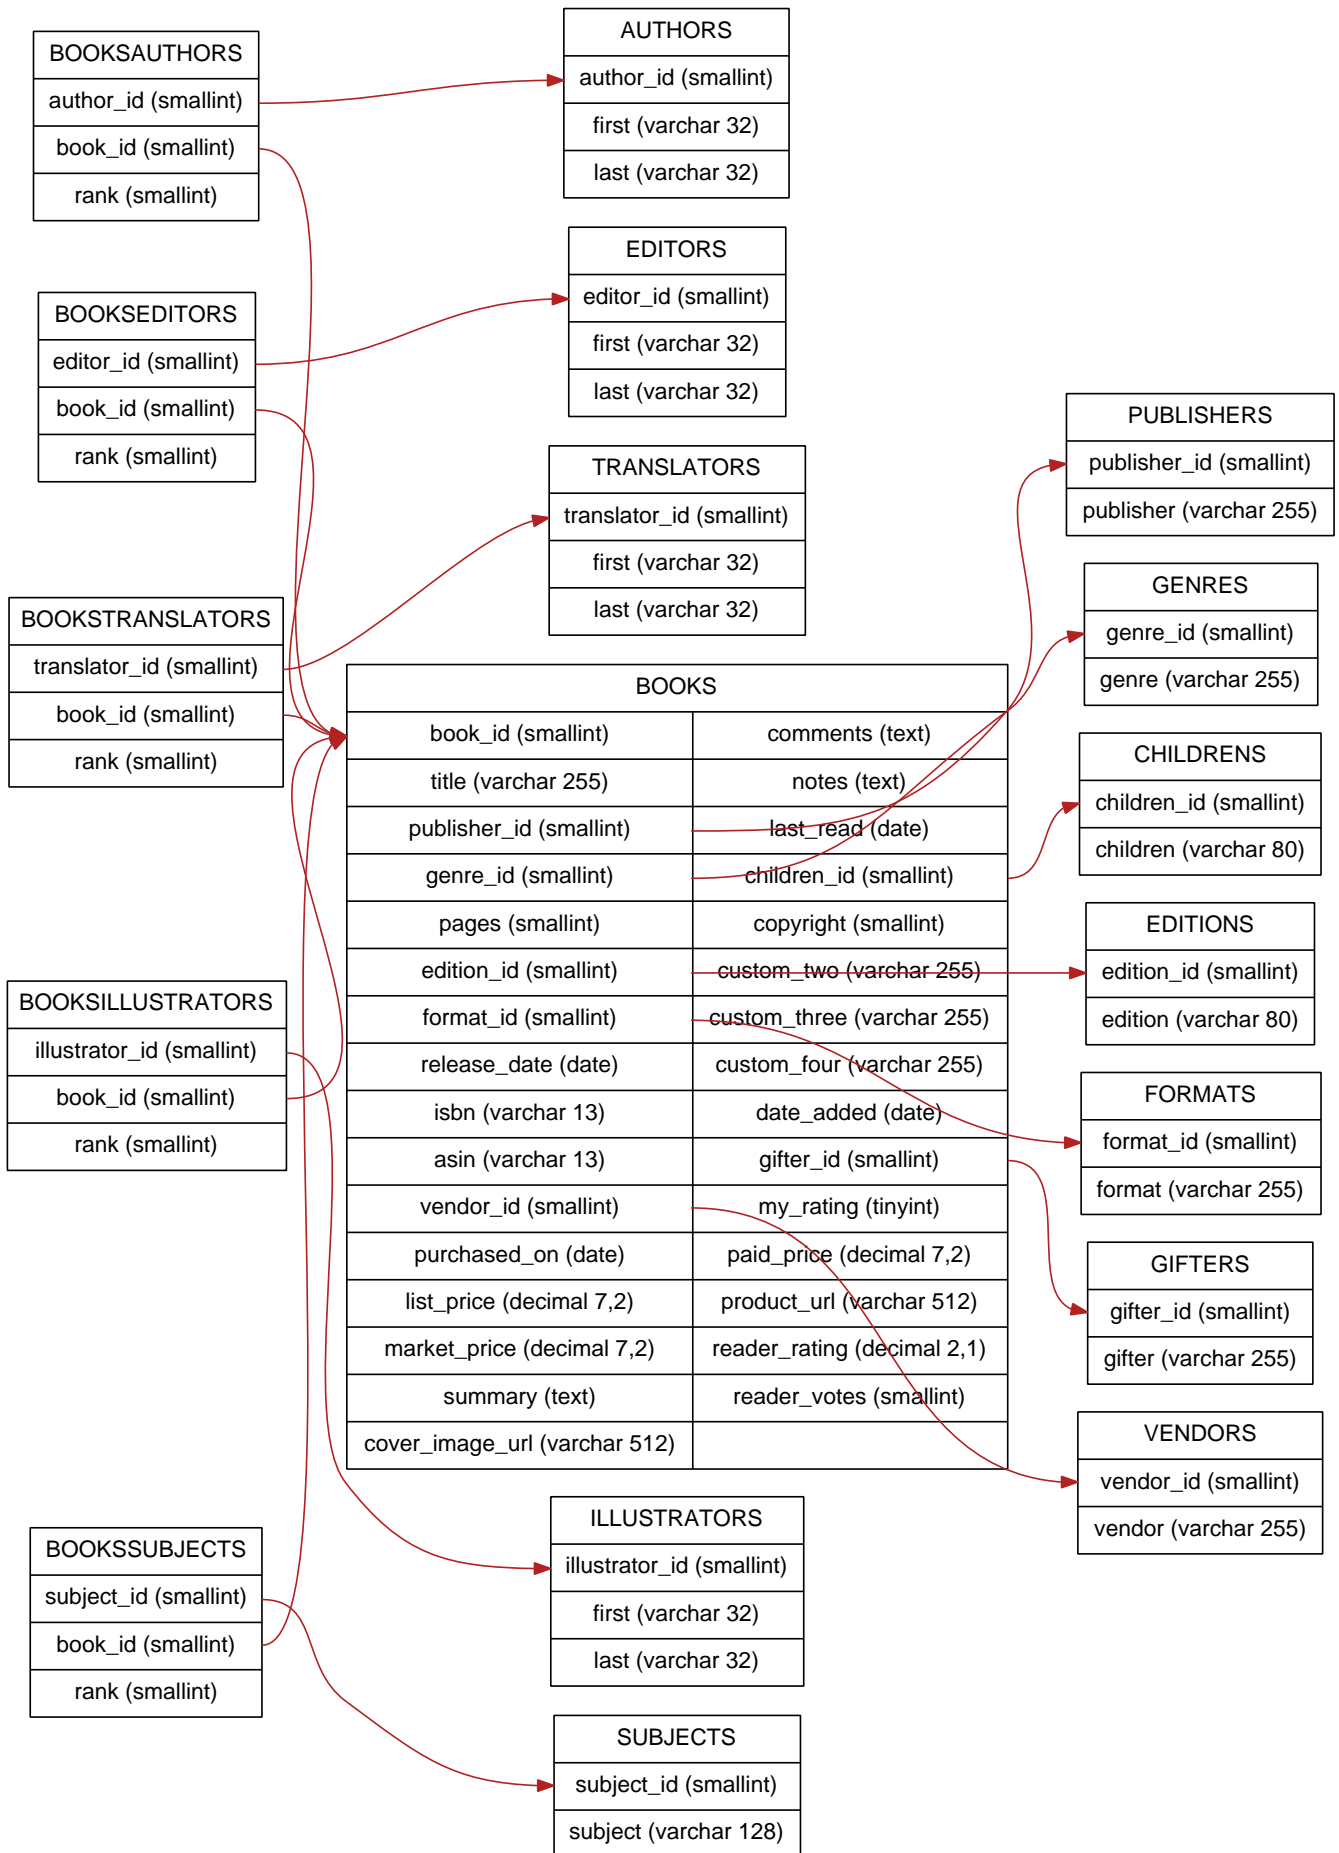 BOOKSAUTHORS
author_id (smallint)
book_id (smallint)
rank (smallint)
BOOKSEDITORS
editor_id (smallint)
book_id (smallint)
rank (smallint)
BOOKSTRANSLATORS
translator_id (smallint)
book_id (smallint)
rank (smallint)
BOOKSILLUSTRATORS
illustrator_id (smallint)
book_id (smallint)
rank (smallint)
BOOKSSUBJECTS
subject_id (smallint)
book_id (smallint)
rank (smallint)
AUTHORS
author_id (smallint)
first (varchar 32)
last (varchar 32)
EDITORS
editor_id (smallint)
first (varchar 32)
last (varchar 32)
TRANSLATORS
translator_id (smallint)
first (varchar 32)
last (varchar 32)
BOOKS
book_id (smallint)
title (varchar 255)
publisher_id (smallint)
genre_id (smallint)
pages (smallint)
edition_id (smallint)
format_id (smallint)
release_date (date)
isbn (varchar 13)
asin (varchar 13)
vendor_id (smallint)
purchased_on (date)
list_price (decimal 7,2)
market_price (decimal 7,2)
summary (text)
cover_image_url (varchar 512)
comments (text)
notes (text)
last_read (date)
children_id (smallint)
copyright (smallint)
custom_two (varchar 255)
custom_three (varchar 255)
custom_four (varchar 255)
date_added (date)
gifter_id (smallint)
my_rating (tinyint)
paid_price (decimal 7,2)
product_url (varchar 512)
reader_rating (decimal 2,1)
reader_votes (smallint)
ILLUSTRATORS
illustrator_id (smallint)
first (varchar 32)
last (varchar 32)
SUBJECTS
subject_id (smallint)
subject (varchar 128)
PUBLISHERS
publisher_id (smallint)
publisher (varchar 255)
GENRES
genre_id (smallint)
genre (varchar 255)
CHILDRENS
children_id (smallint)
children (varchar 80)
EDITIONS
edition_id (smallint)
edition (varchar 80)
FORMATS
format_id (smallint)
format (varchar 255)
GIFTERS
gifter_id (smallint)
gifter (varchar 255)
VENDORS
vendor_id (smallint)
vendor (varchar 255)